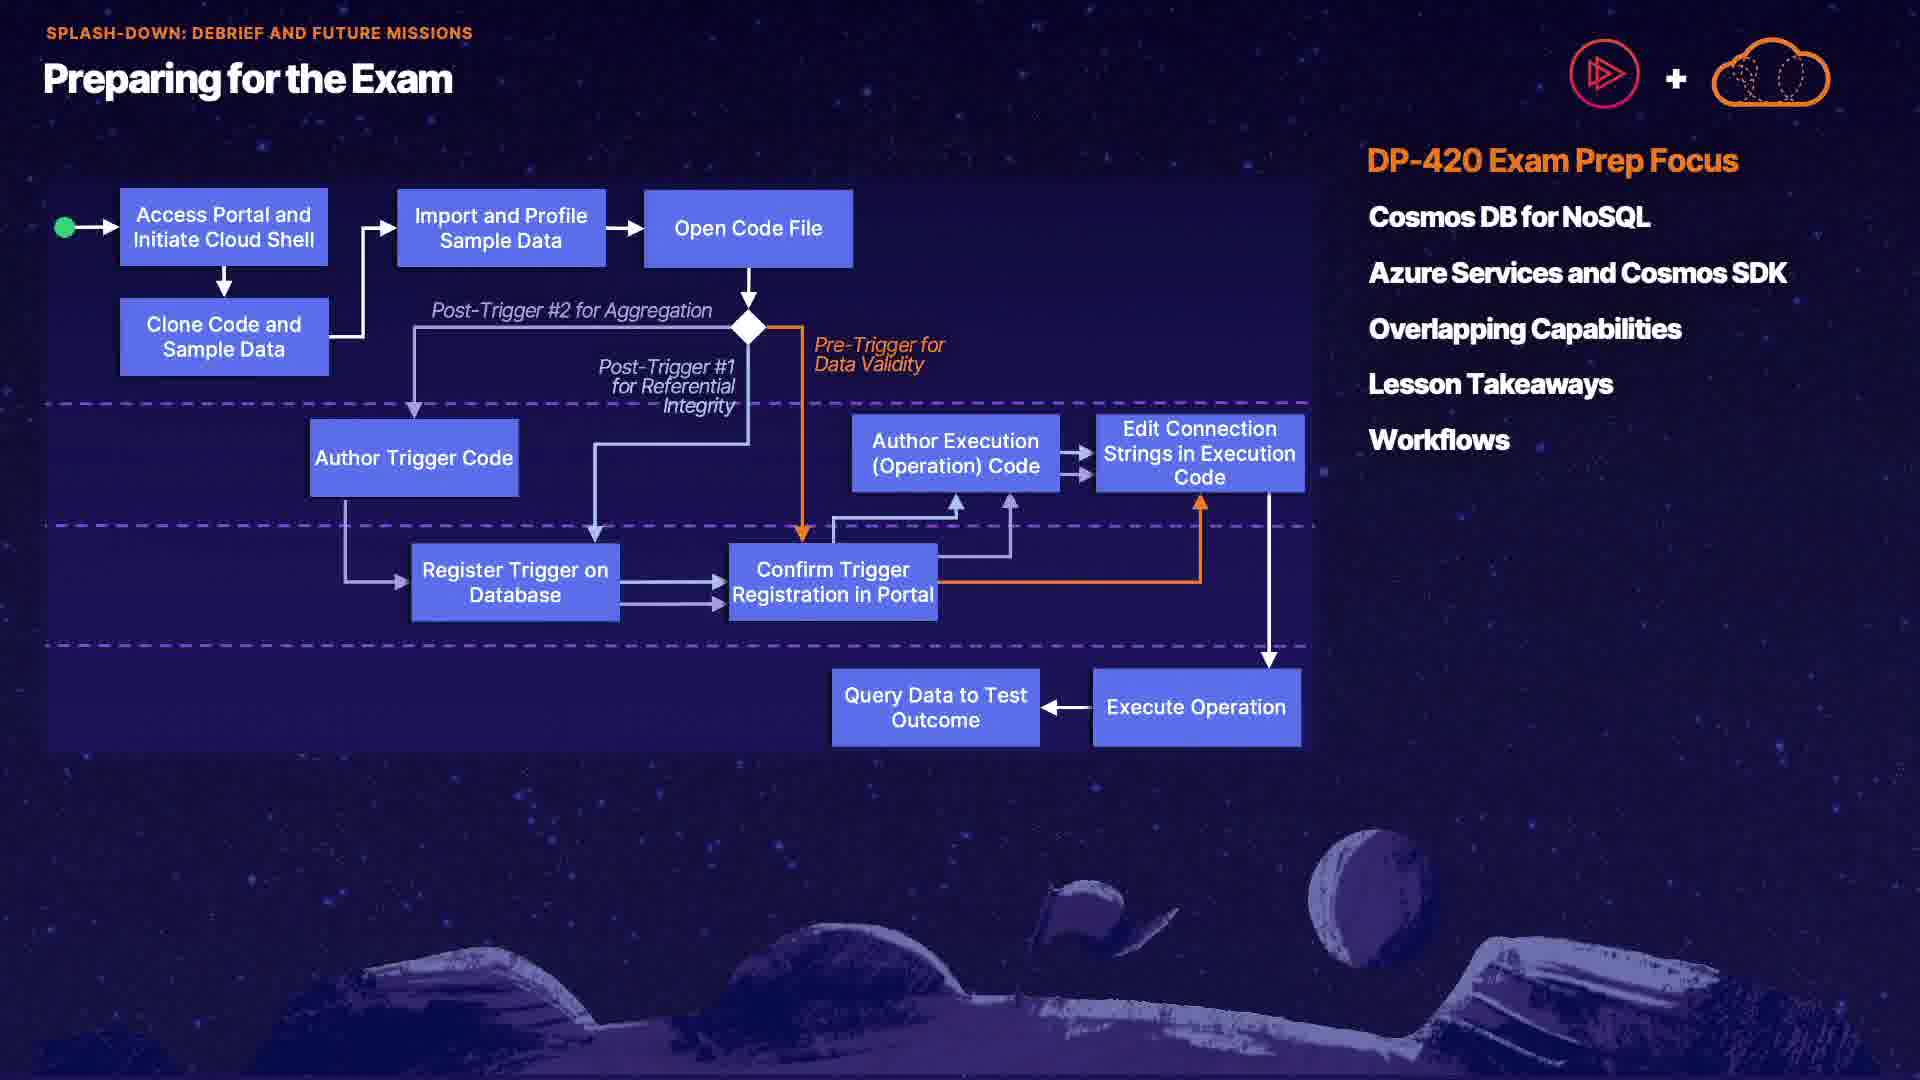 SPLASH-DOWN: DEBRIEF AND FUTURE MISSIONS
Preparing for the Exam
Access Portal and
Initiate Cloud Shell
Import and Profile
Sample Data
Open Code File
Clone Code and
Sample Data
Post-Trigger #2 for Aggregation
Pre-Trigger for
Data Validity
Post-Trigger #1
for Referential
Integrity
Author Trigger Code
Author Execution
(Operation) Code
Edit Connection
Strings in Execution
Code
Register Trigger on
Database
Confirm Trigger
Registration in Portal
Query Data to Test
Outcome
Execute Operation
DP-420 Exam Prep Focus
Cosmos DB for NoSQL
Azure Services and Cosmos SDK
Overlapping Capabilities
Lesson Takeaways
Workflows